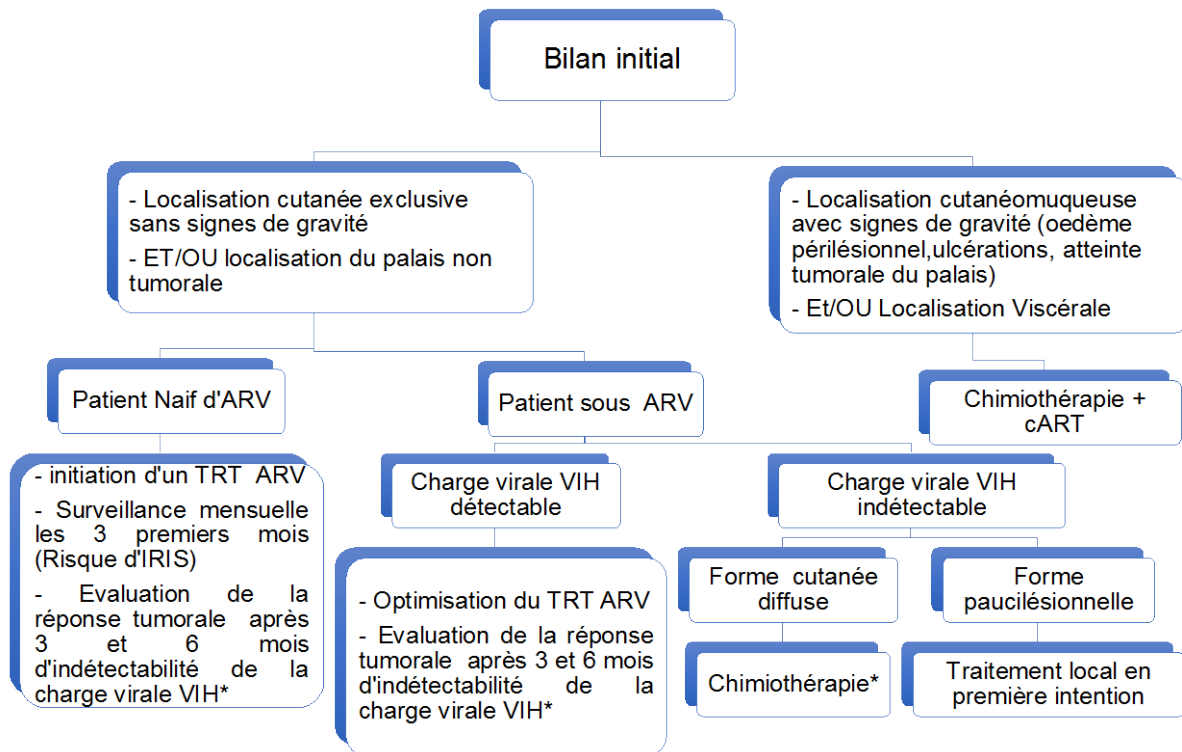 Bilan initial
- Localisation cutanée exclusive
sans signes de gravité
- ET/OU localisation du palais non
tumorale
- Localisation cutanéomuqueuse
avec signes de gravité (oedème
périlésionnel,ulcérations, atteinte
tumorale du palais)
- Et/OU Localisation Viscérale
Patient Naif d'ARV
Patient sous ARV
Chimiothérapie +
cART
- initiation d'un TRT ARV
- Surveillance mensuelle
les 3 premiers mois
(Risque d'IRIS)
- Evaluation de la
réponse tumorale après
3 et 6 mois
d'indétectabilité de la
charge virale VIH*
Charge virale VIH
détectable
Charge virale VIH
indétectable
- Optimisation du TRT ARV
- Evaluation de la réponse
tumorale après 3 et 6 mois
d'indétectabilité de la
charge virale VIH*
Forme cutanée
diffuse
Forme
paucilésionnelle
Chimiothérapie*
Traitement local en
première intention